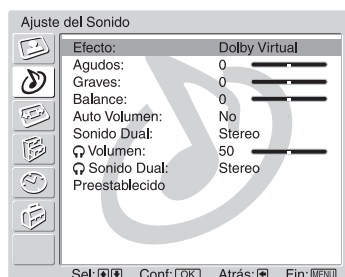 Ajuste del Sonido
Efecto: Dolby Virtual
Agudos: 0
Graves: 0
Balance: 0
Auto Volumen: No
Sonido Dual: Stereo
Volumen: 50
Sonido Dual: Stereo
Preestablecido
Sel: Conf: OK Atrás: Fin: MENU